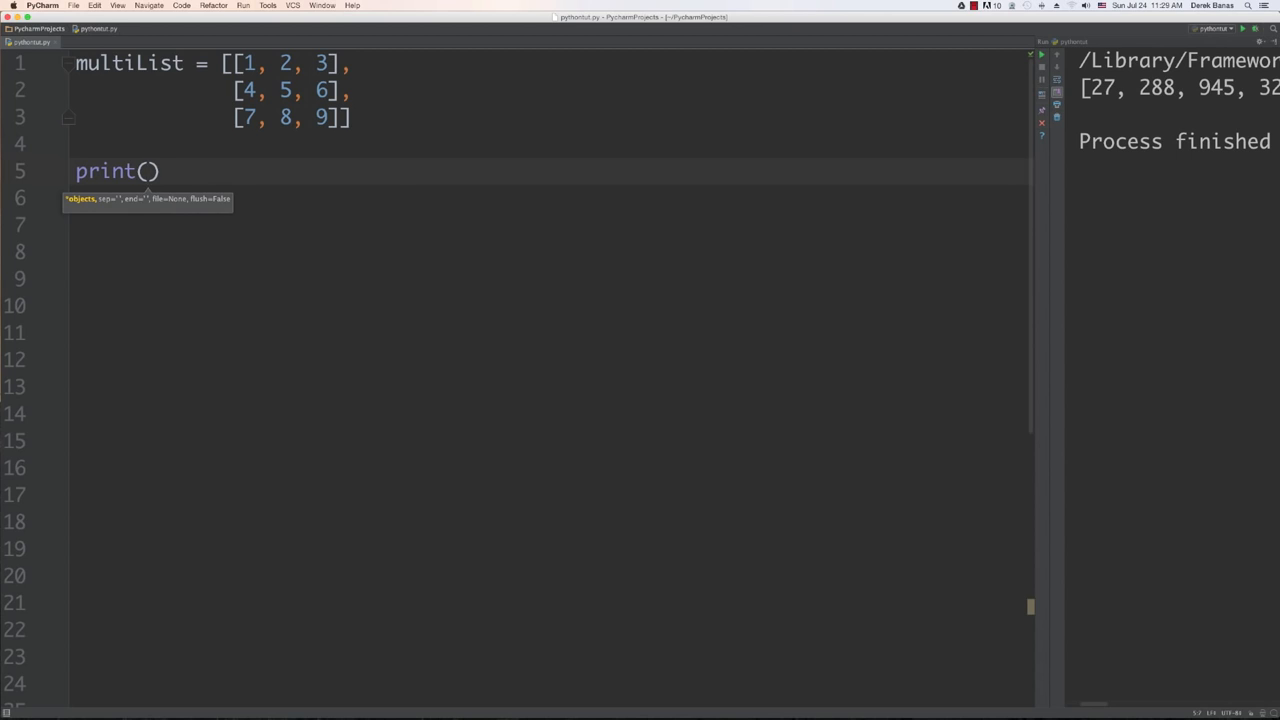 PyCharm File Edit View Navigate Code Refactor Run Tools VCS Window Help 10 Sun Jul 24 11:29 AM Derek Banas
pythontut.py - PycharmProjects - [~/PycharmProjects]
PycharmProjects pythontut.py pythontut
pythontut.py Run pythontut
1 multiList = [[1, 2, 3],
2 [4, 5, 6],
3 [7, 8, 9]]
4
5 print()
6 *objects, sep='', end='', file=None, flush=False
7
8
9
10
11
12
13
14
15
16
17
18
19
20
21
22
23
24
/Library/Framewor
[27, 288, 945, 32
Process finished
5:7 LF≑ UTF-8≑